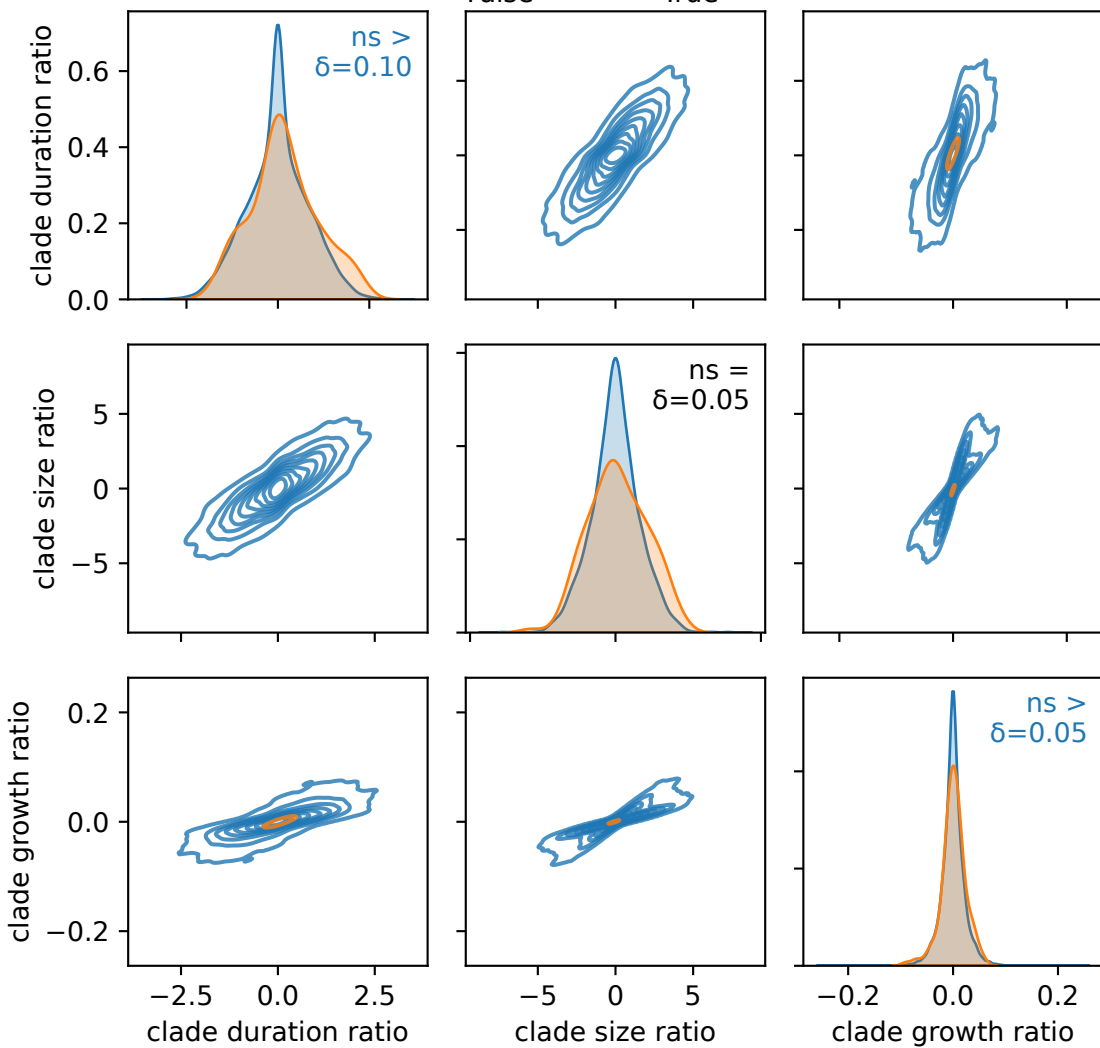 True
clade duration ratio
0.6
0.4
0.2
0.0
ns >
δ=0.10
clade size ratio
5
0
−5
ns =
δ=0.05
clade growth ratio
0.2
0.0
−0.2
ns >
δ=0.05
−2.5 0.0 2.5
−5 0 5
−0.2 0.0 0.2
clade duration ratio
clade size ratio
clade growth ratio